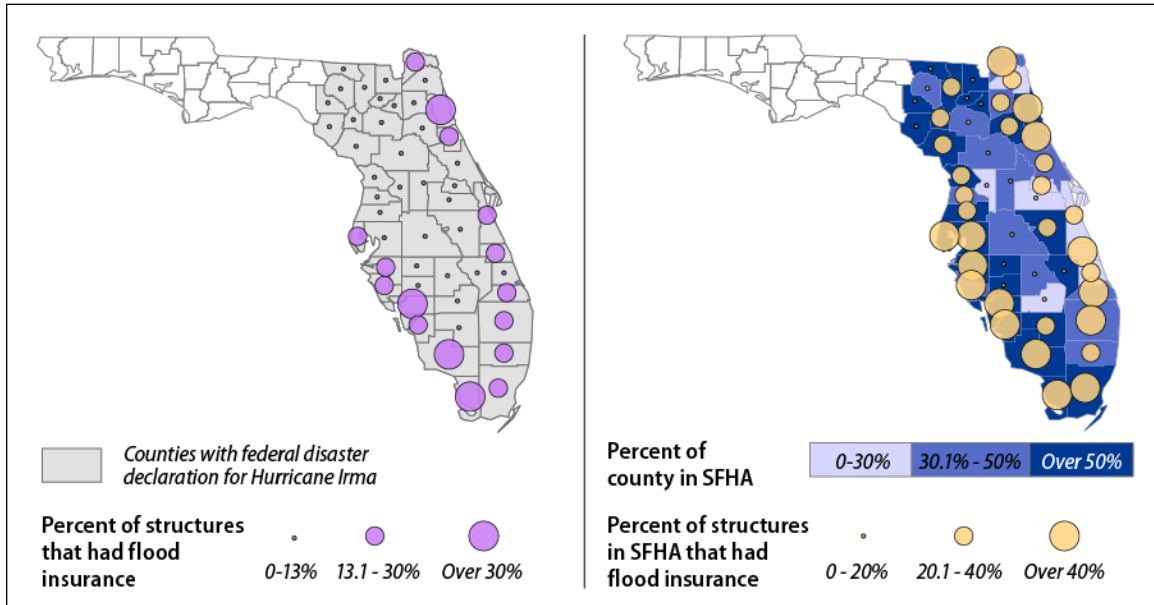 Counties with federal disaster
declaration for Hurricane Irma
Percent of structures
that had flood
insurance
0-13%
13.1 - 30%
Over 30%
Percent of
county in SFHA
0-30%
30.1% - 50%
Over 50%
Percent of structures
in SFHA that had
flood insurance
0 - 20%
20.1 - 40%
Over 40%